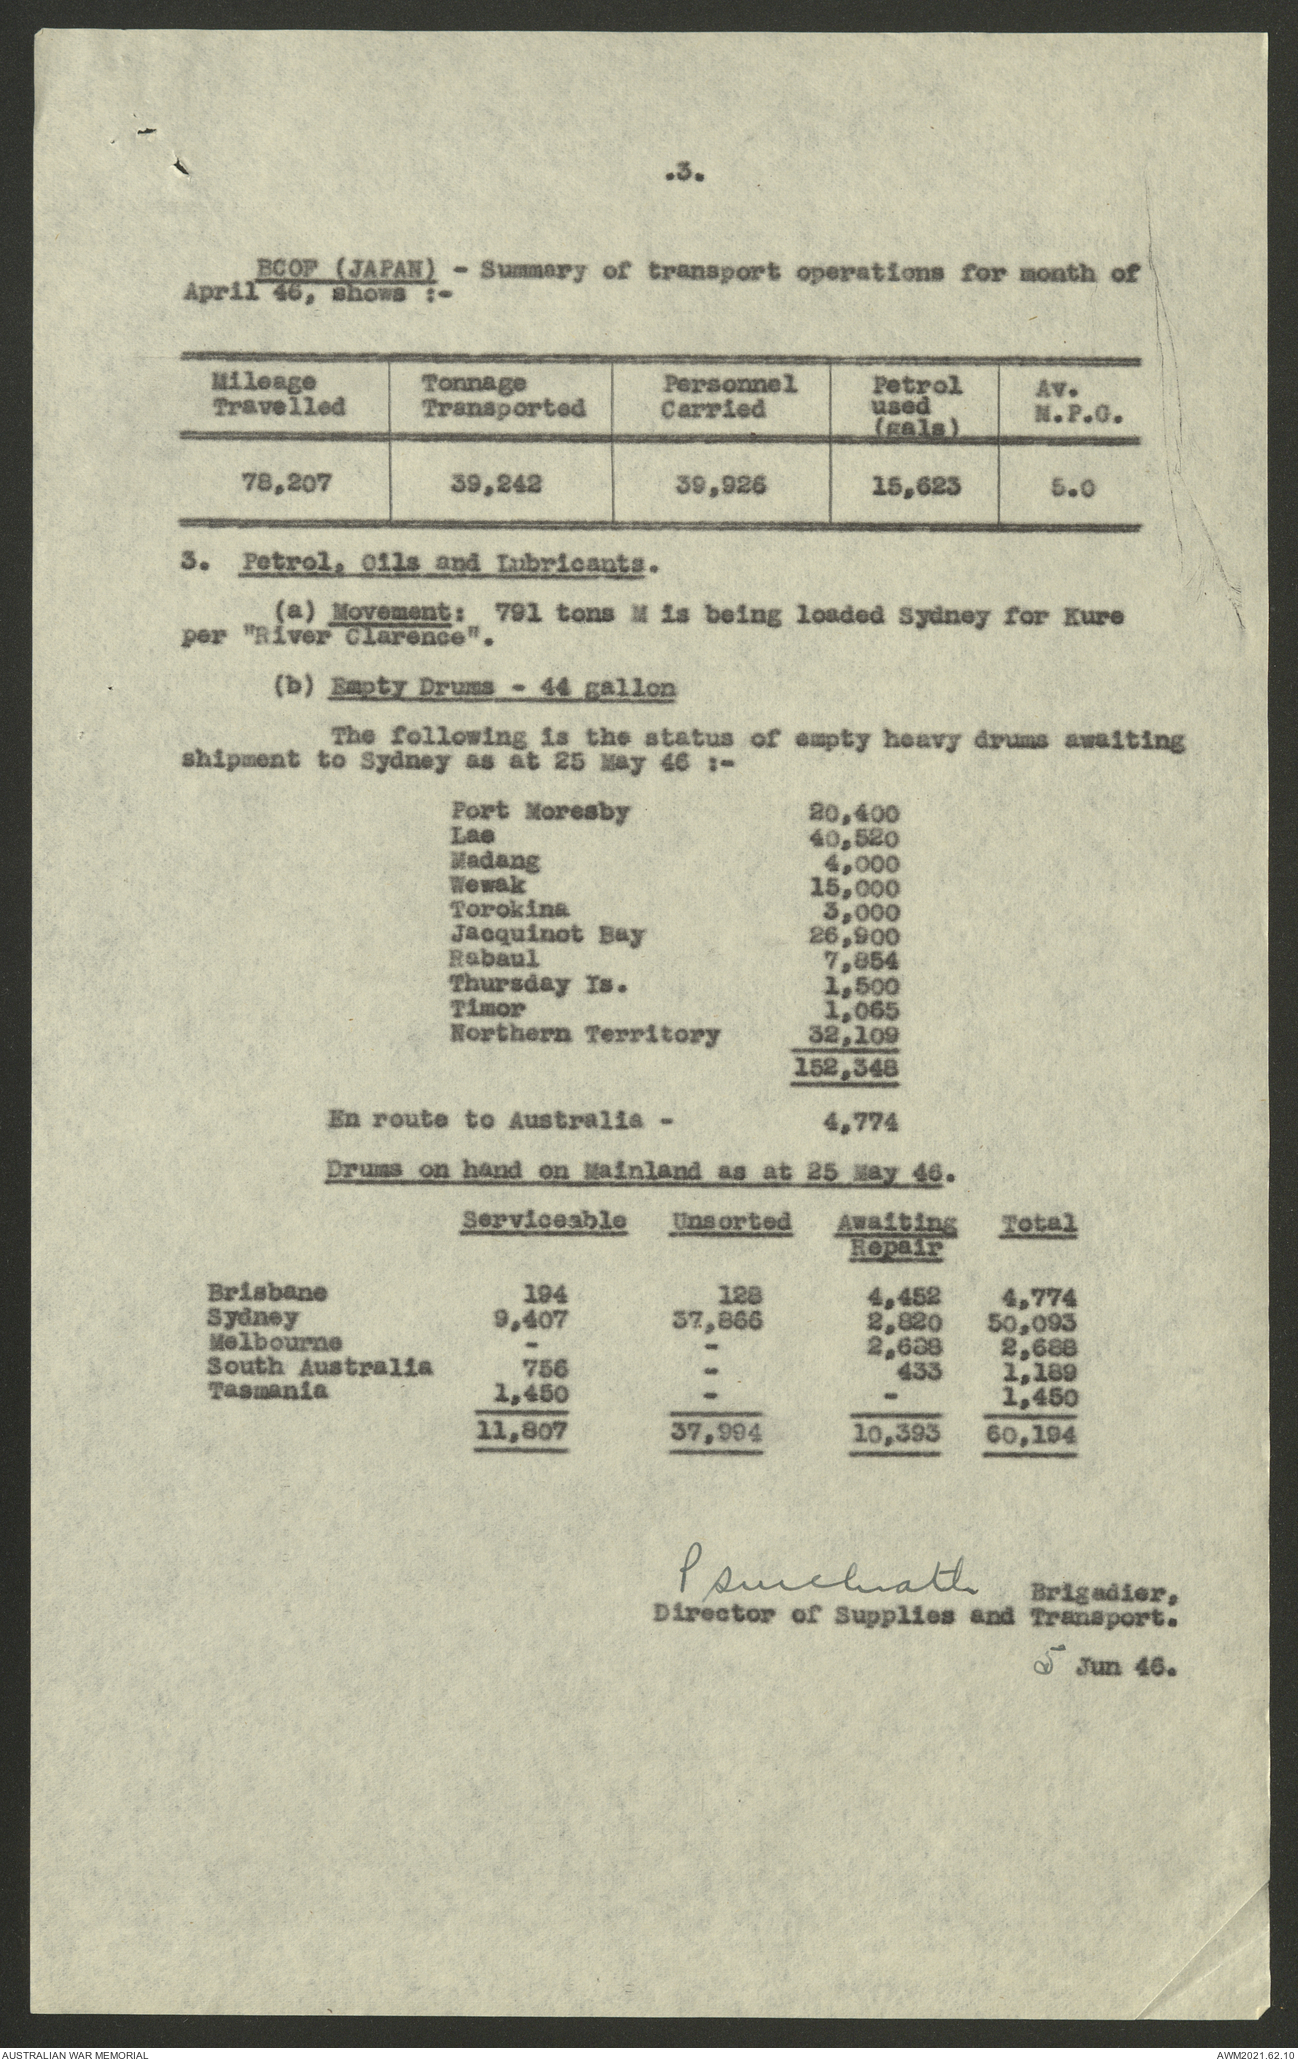 .3.
BCOF (JAPAN) - Summary of transport operations for month of
April 46, shows :-
Mileage Travelled Tonnage Transported Personnel Carried Petrol used (gals) Av. M.P.G.
78,207 39,242 39,926 15,623 5.0
3. Petrol, Oils and Lubricants.
(a) Movement: 791 tons M is being loaded Sydney for Kure
per "River Clarence".
(b) Empty Drums - 44 gallon
The following is the status of empty heavy drums awaiting
shipment to Sydney as at 25 May 46 :-
Port Moresby 20,400
Lae 40,520
Madang 4,000
Wewak 15,000
Torokina 3,000
Jacquinot Bay 26,900
Rabaul 7,854
Thursday Is. 1,500
Timor 1,065
Northern Territory 32,109
152,348
En route to Australia - 4,774
Drums on hand on Mainland as at 25 May 46.
Serviceable Unsorted Awaiting Repair Total
Brisbane 194 128 4,452 4,774
Sydney 9,407 37,866 2,820 50,093
Melbourne - - 2,688 2,688
South Australia 756 - 433 1,189
Tasmania 1,450 - - 1,450
11,807 37,994 10,393 60,194
Brigadier,
Director of Supplies and Transport.
5 Jun 46.
AUSTRALIAN WAR MEMORIAL
AWM2021.62.10